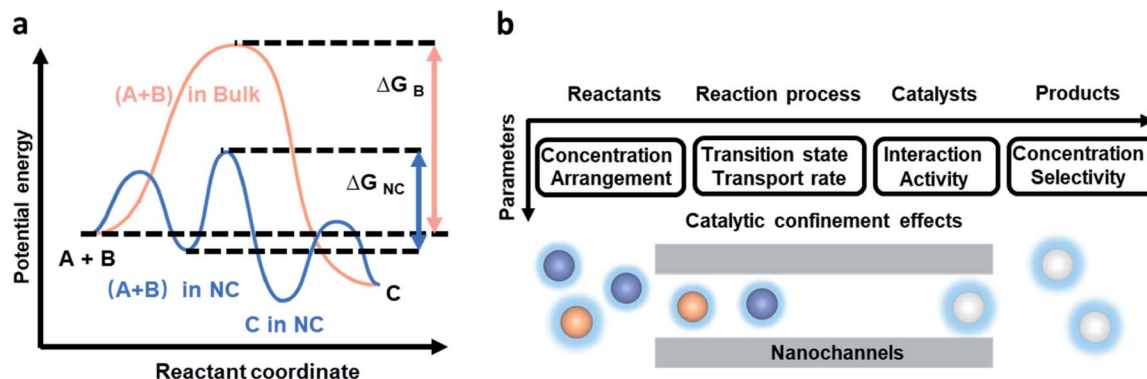 a
(A+B) in Bulk
ΔG B
ΔG NC
Potential energy
A + B
(A+B) in NC
C
C in NC
Reactant coordinate
b
Reactants Reaction process Catalysts Products
Parameters
Concentration
Arrangement
Transition state
Transport rate
Interaction
Activity
Concentration
Selectivity
Catalytic confinement effects
Nanochannels